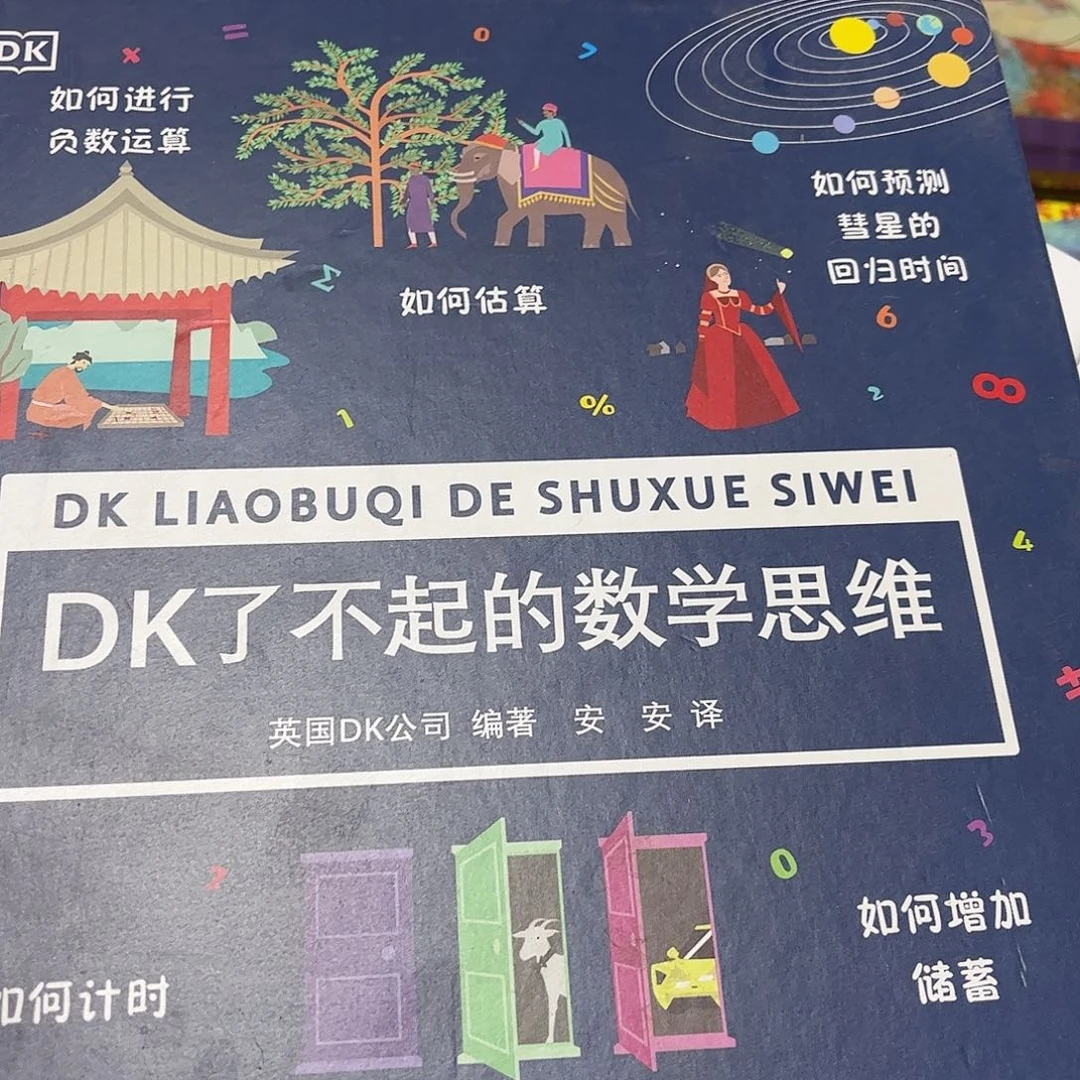 DK
如何进行
负数运算
如何预测
彗星的
回归时间
如何估算
DK LIAOBUQI DE SHUXUE SIWEI
DK了不起的数学思维
英国DK公司 编著 安 安 译
如何增加
储蓄
如何计时